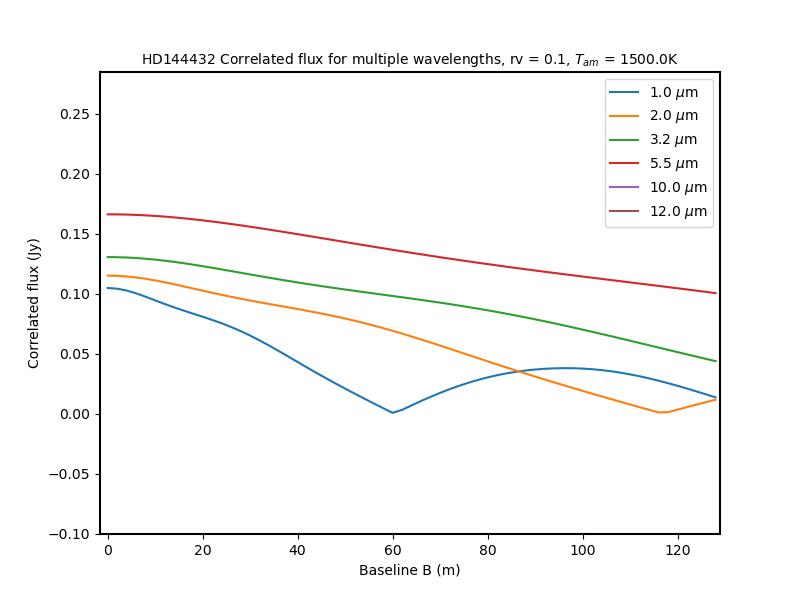 HD144432 Correlated flux for multiple wavelengths, rv = 0.1, $T_{am}$ = 1500.0K
1.0 μm
2.0 μm
3.2 μm
5.5 μm
10.0 μm
12.0 μm
0.25
0.20
0.15
0.10
0.05
0.00
−0.05
−0.10
Correlated flux (Jy)
0 20 40 60 80 100 120
Baseline B (m)